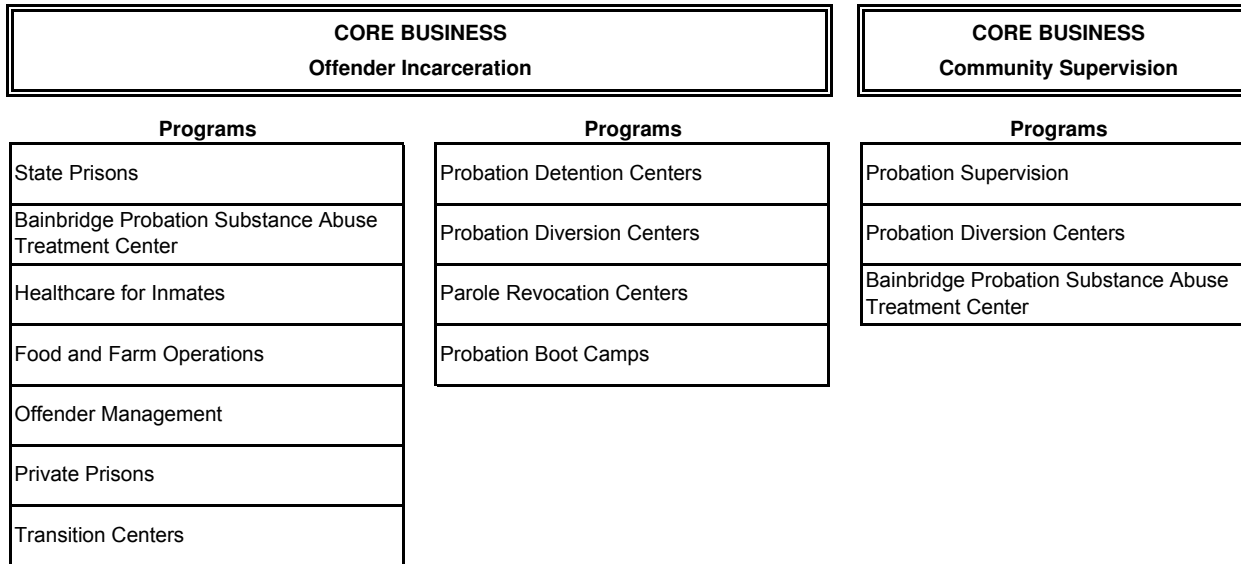 CORE BUSINESS
Offender Incarceration
CORE BUSINESS
Community Supervision
Programs
State Prisons
Bainbridge Probation Substance Abuse
Treatment Center
Healthcare for Inmates
Food and Farm Operations
Offender Management
Private Prisons
Transition Centers
Programs
Probation Detention Centers
Probation Diversion Centers
Parole Revocation Centers
Probation Boot Camps
Programs
Probation Supervision
Probation Diversion Centers
Bainbridge Probation Substance Abuse
Treatment Center